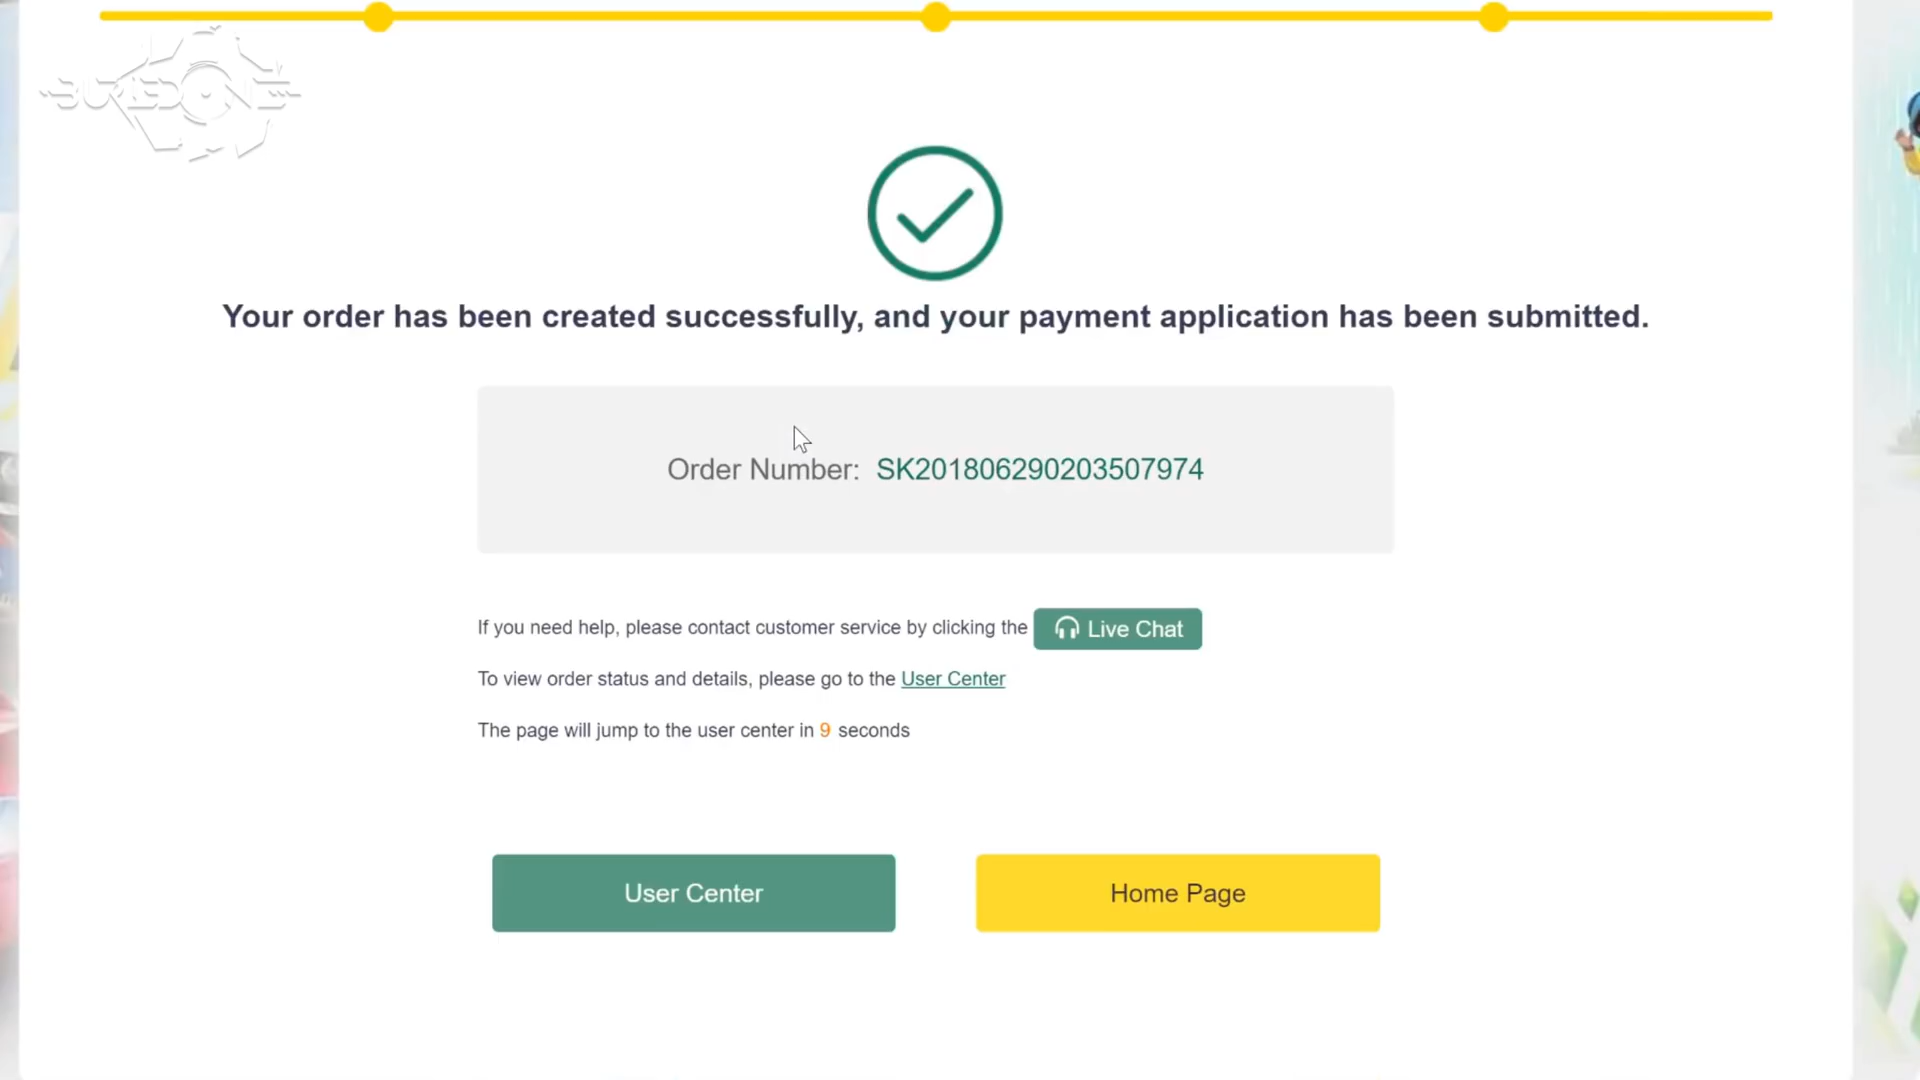 BURIEDONE
Your order has been created successfully, and your payment application has been submitted.
Order Number: SK201806290203507974
If you need help, please contact customer service by clicking the Live Chat
To view order status and details, please go to the User Center
The page will jump to the user center in 9 seconds
User Center Home Page